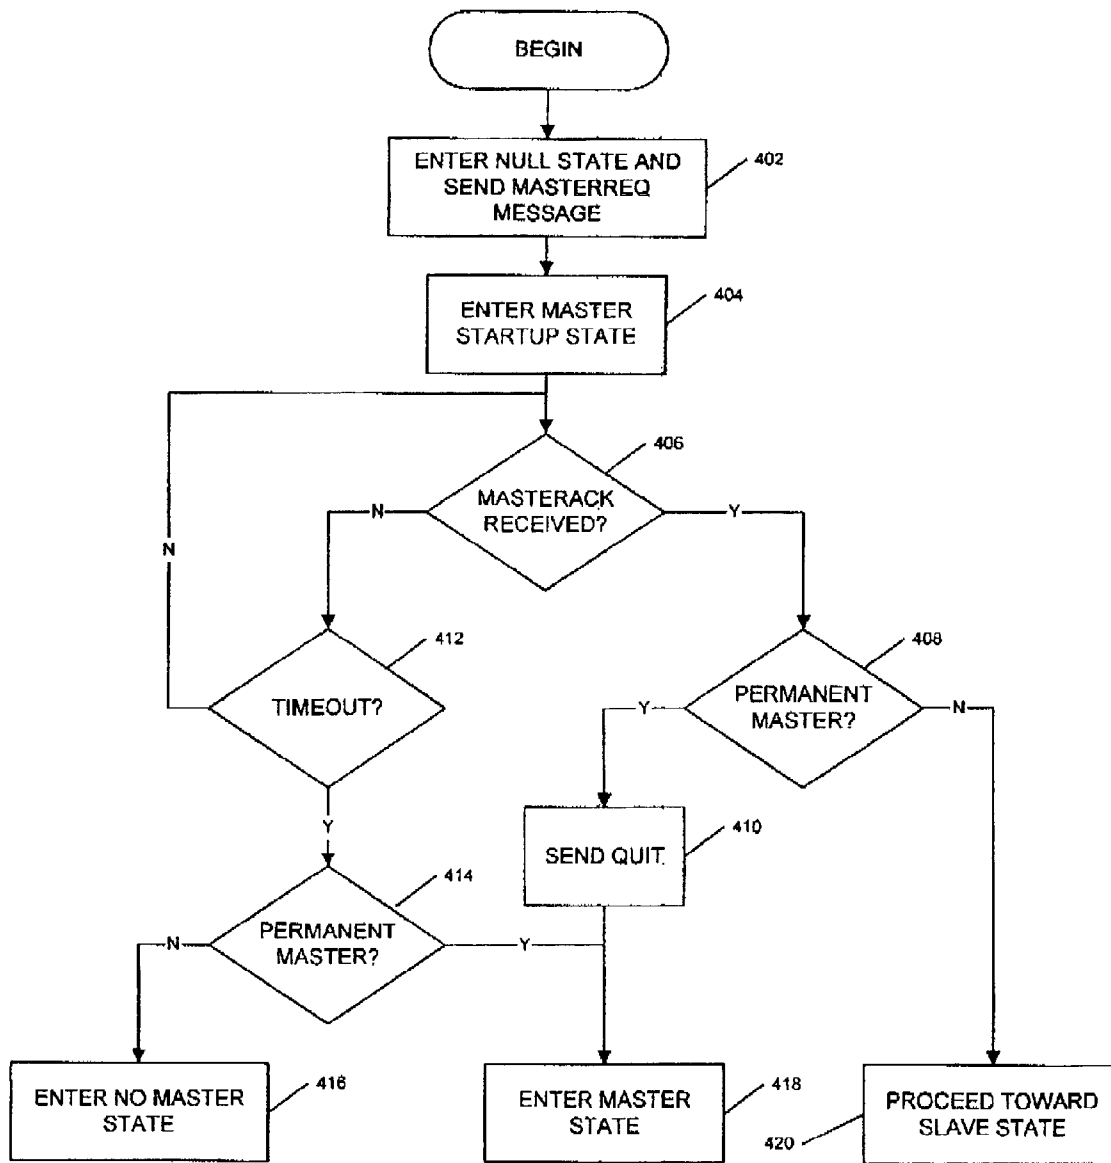 BEGIN
ENTER NULL STATE AND
SEND MASTERREQ
MESSAGE
402
ENTER MASTER
STARTUP STATE
404
MASTERACK
RECEIVED?
406
N
Y
N
TIMEOUT?
412
PERMANENT
MASTER?
408
Y
N
Y
SEND QUIT
410
PERMANENT
MASTER?
414
N
Y
ENTER NO MASTER
STATE
416
ENTER MASTER
STATE
418
PROCEED TOWARD
SLAVE STATE
420